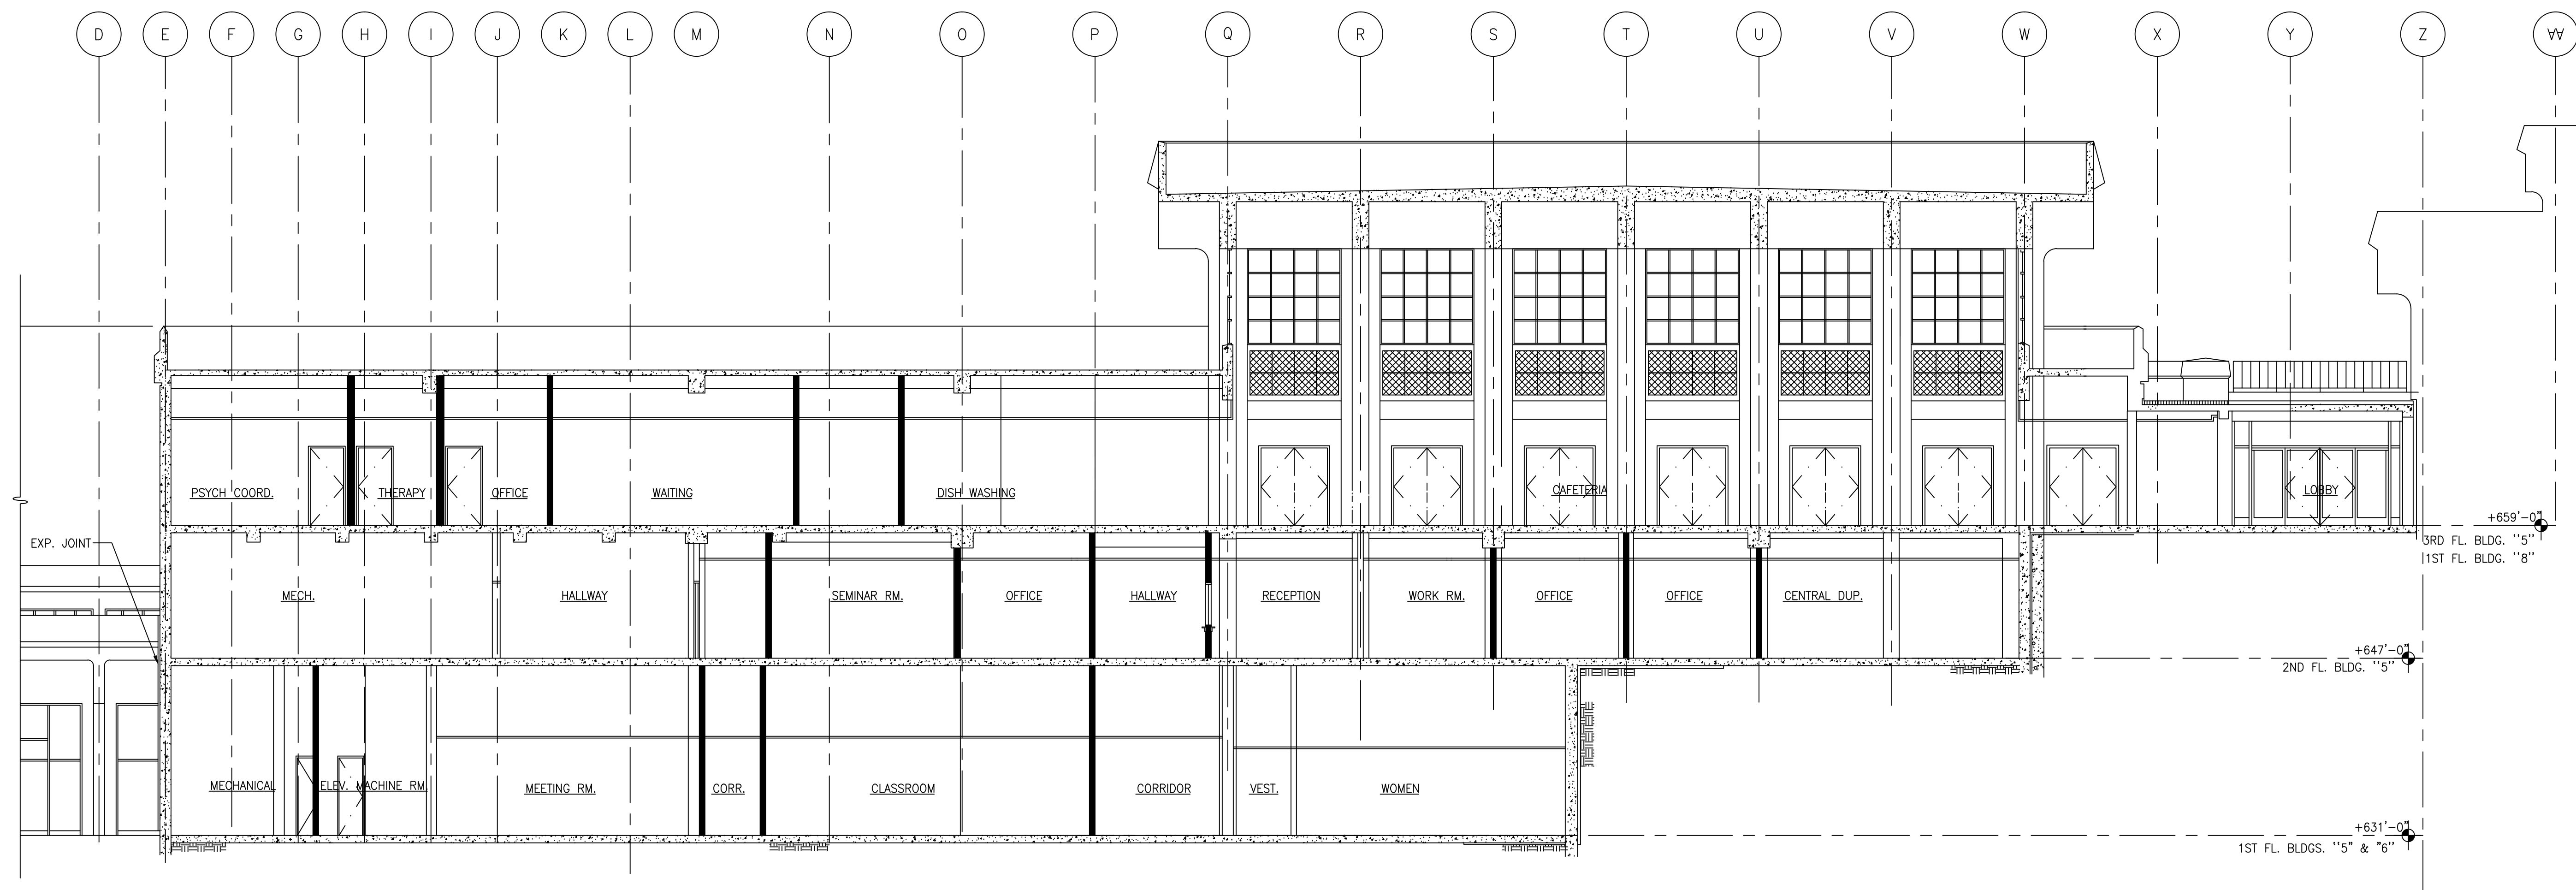 D E F G H I J K L M N O P Q R S T U V W X Y Z AA
PSYCH COORD. THERAPY OFFICE WAITING DISH WASHING CAFETERIA LOBBY
+659'-0"
3RD FL. BLDG. "5"
1ST FL. BLDG. "8"
EXP. JOINT
MECH. HALLWAY SEMINAR RM. OFFICE HALLWAY RECEPTION WORK RM. OFFICE OFFICE CENTRAL DUP.
+647'-0"
2ND FL. BLDG. "5"
MECHANICAL ELEV. MACHINE RM. MEETING RM. CORR. CLASSROOM CORRIDOR VEST. WOMEN
+631'-0"
1ST FL. BLDGS. "5" & "6"